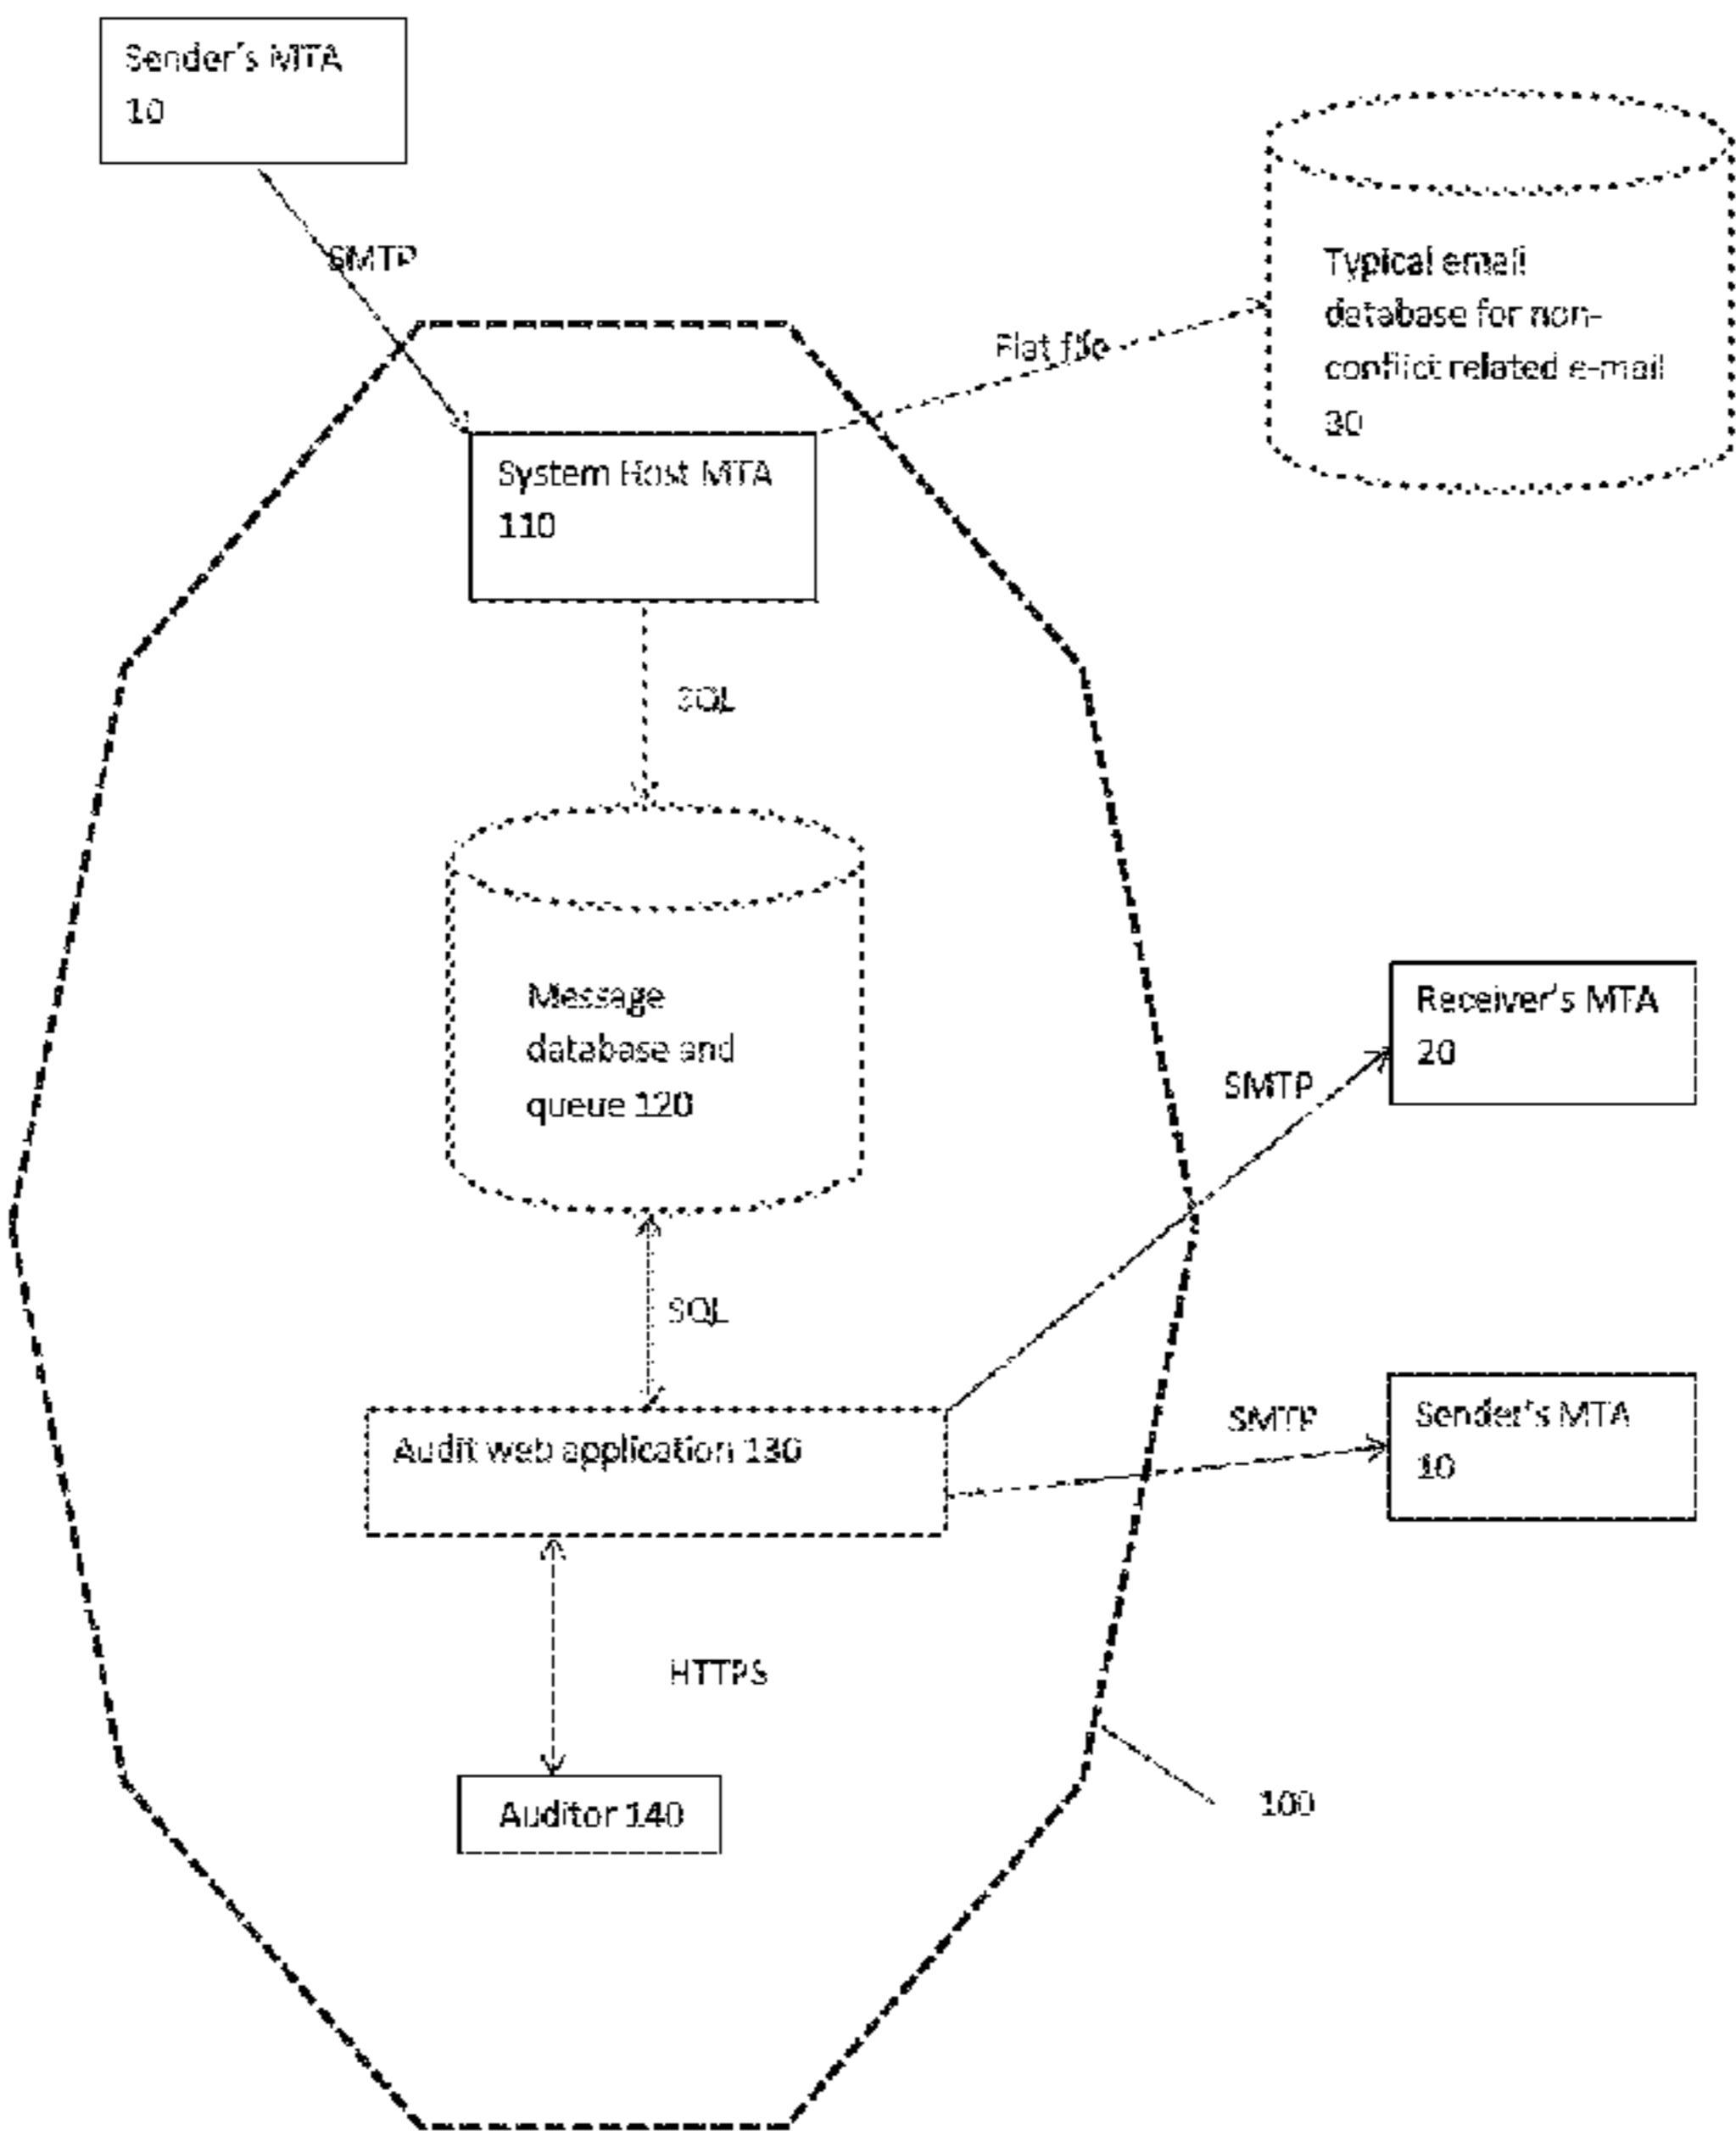 Sender's MTA
10
SMTP
Typical email
database for non-
conflict related e-mail
30
Flat file
System Host MTA
110
SQL
Message
database and
queue 120
Receiver's MTA
20
SMTP
SQL
Sender's MTA
10
SMTP
Audit web application 130
HTTPS
Auditor 140
100